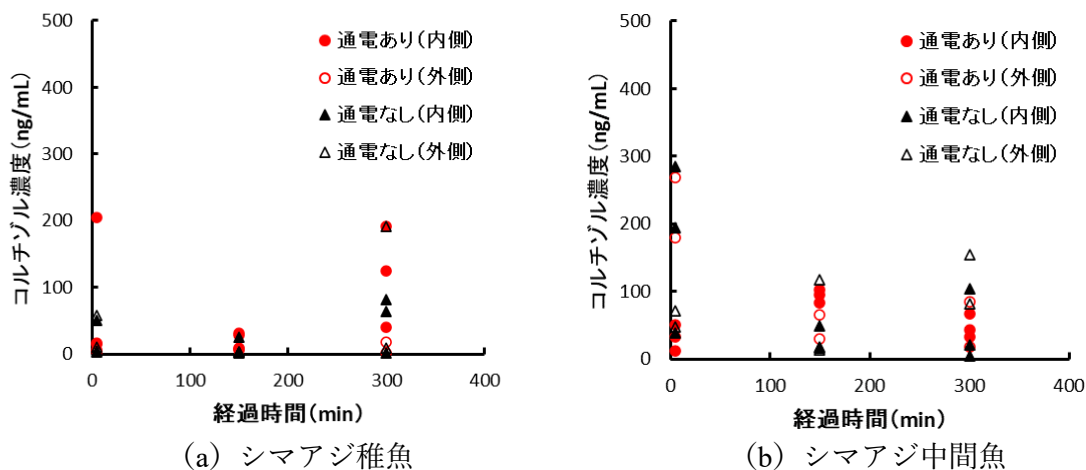 500
400
300
200
100
0
コルチゾル濃度(ng/mL)
通電あり(内側)
通電あり(外側)
通電なし(内側)
通電なし(外側)
0 100 200 300 400
経過時間(min)
(a) シマアジ稚魚
500
400
300
200
100
0
コルチゾル濃度(ng/mL)
通電あり(内側)
通電あり(外側)
通電なし(内側)
通電なし(外側)
0 100 200 300 400
経過時間(min)
(b) シマアジ中間魚